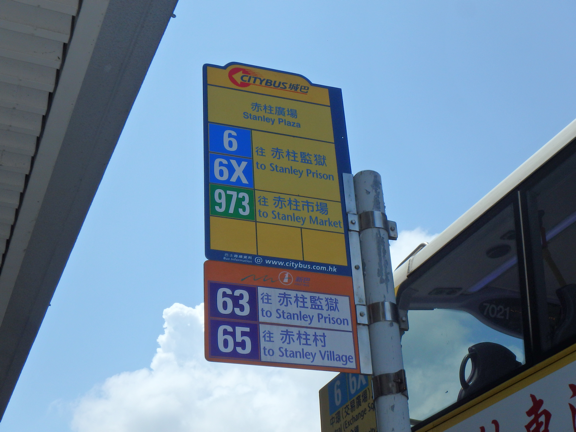 CITYBUS 城巴
赤柱廣場
Stanley Plaza
6
6X
往 赤柱監獄
to Stanley Prison
973
往 赤柱市場
to Stanley Market
@ www.citybus.com.hk
63
往 赤柱監獄
to Stanley Prison
65
往 赤柱村
to Stanley Village
6 6X
7021